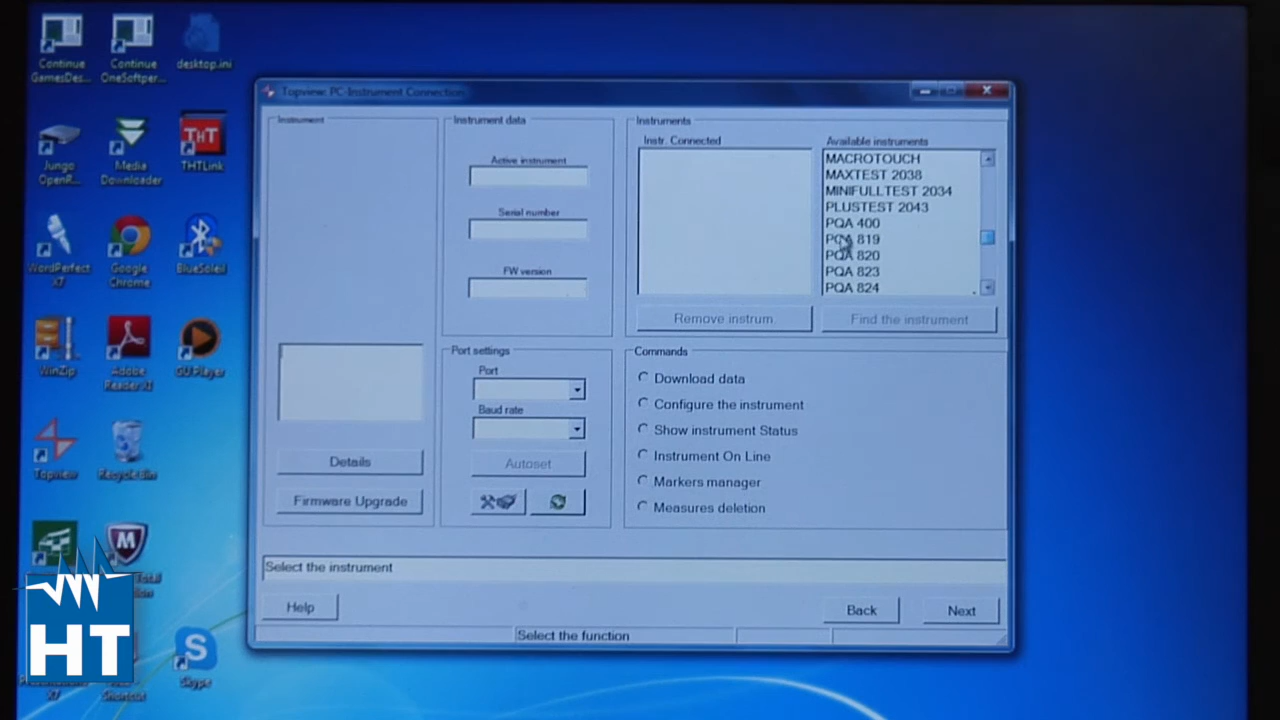 Continue GamesDes...
Continue OneSoftper...
desktop.ini
Jungo OpenR...
Media Downloader
THT
THTLink
WordPerfect X7
Google Chrome
BlueSoleil
WinZip
Adobe Reader XI
GU Player
Topview
Recycle Bin
Skype
HT
Topview: PC-Instrument Connection
Instrument
Details
Firmware Upgrade
Instrument data
Active instrument
Serial number
FW version
Port settings
Port
Baud rate
Autoset
Instruments
Instr. Connected
Available instruments
MACROTOUCH
MAXTEST 2038
MINIFULLTEST 2034
PLUSTEST 2043
PQA 400
PQA 819
PQA 820
PQA 823
PQA 824
Remove instrum
Find the instrument
Commands
Download data
Configure the instrument
Show instrument Status
Instrument On Line
Markers manager
Measures deletion
Select the instrument
Help
Back
Next
Select the function